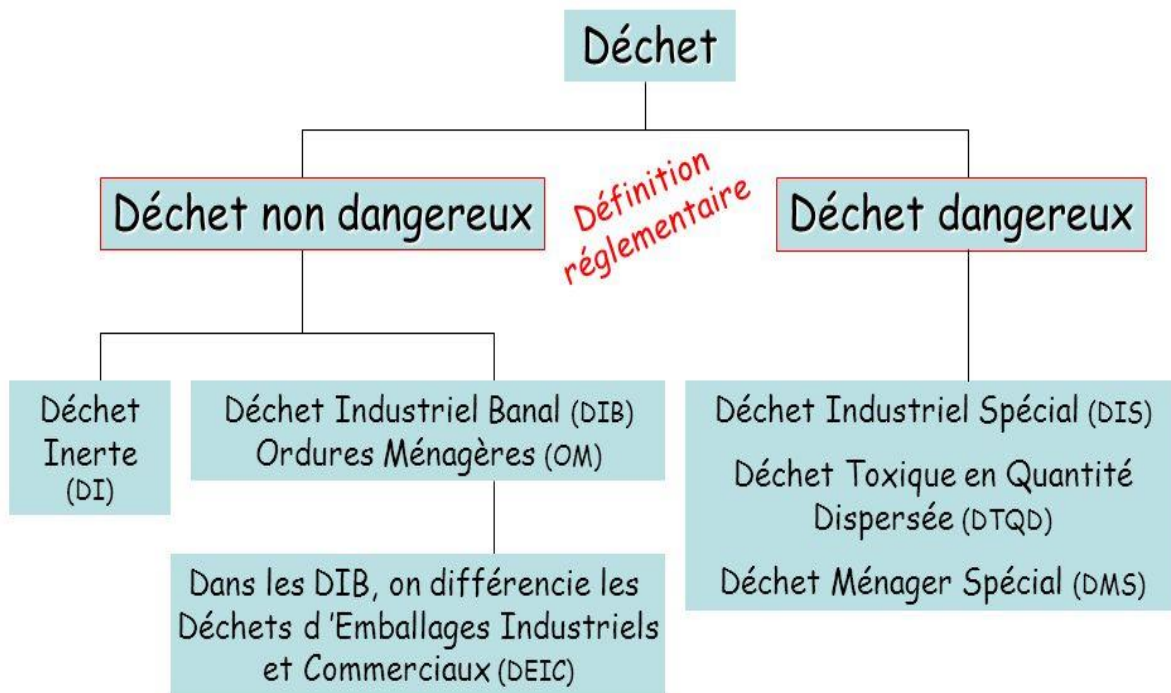 Déchet
Déchet non dangereux
Définition
réglementaire
Déchet dangereux
Déchet
Inerte
(DI)
Déchet Industriel Banal (DIB)
Ordures Ménagères (OM)
Dans les DIB, on différencie les
Déchets d 'Emballages Industriels
et Commerciaux (DEIC)
Déchet Industriel Spécial (DIS)
Déchet Toxique en Quantité
Dispersée (DTQD)
Déchet Ménager Spécial (DMS)